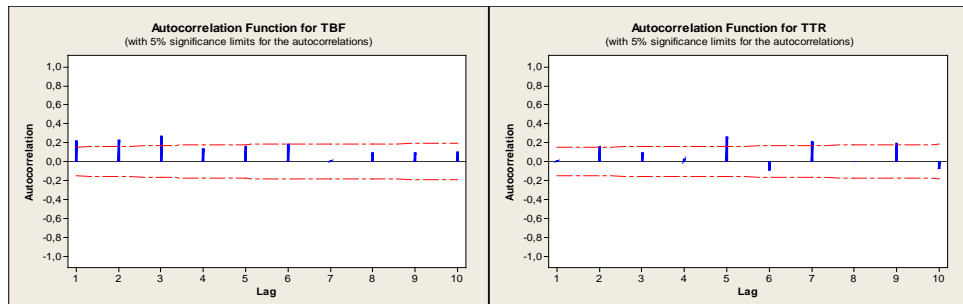 Autocorrelation Function for TBF
(with 5% significance limits for the autocorrelations)
1,0
0,8
0,6
0,4
0,2
0,0
-0,2
-0,4
-0,6
-0,8
-1,0
Autocorrelation
1 2 3 4 5 6 7 8 9 10
Lag
Autocorrelation Function for TTR
(with 5% significance limits for the autocorrelations)
1,0
0,8
0,6
0,4
0,2
0,0
-0,2
-0,4
-0,6
-0,8
-1,0
Autocorrelation
1 2 3 4 5 6 7 8 9 10
Lag